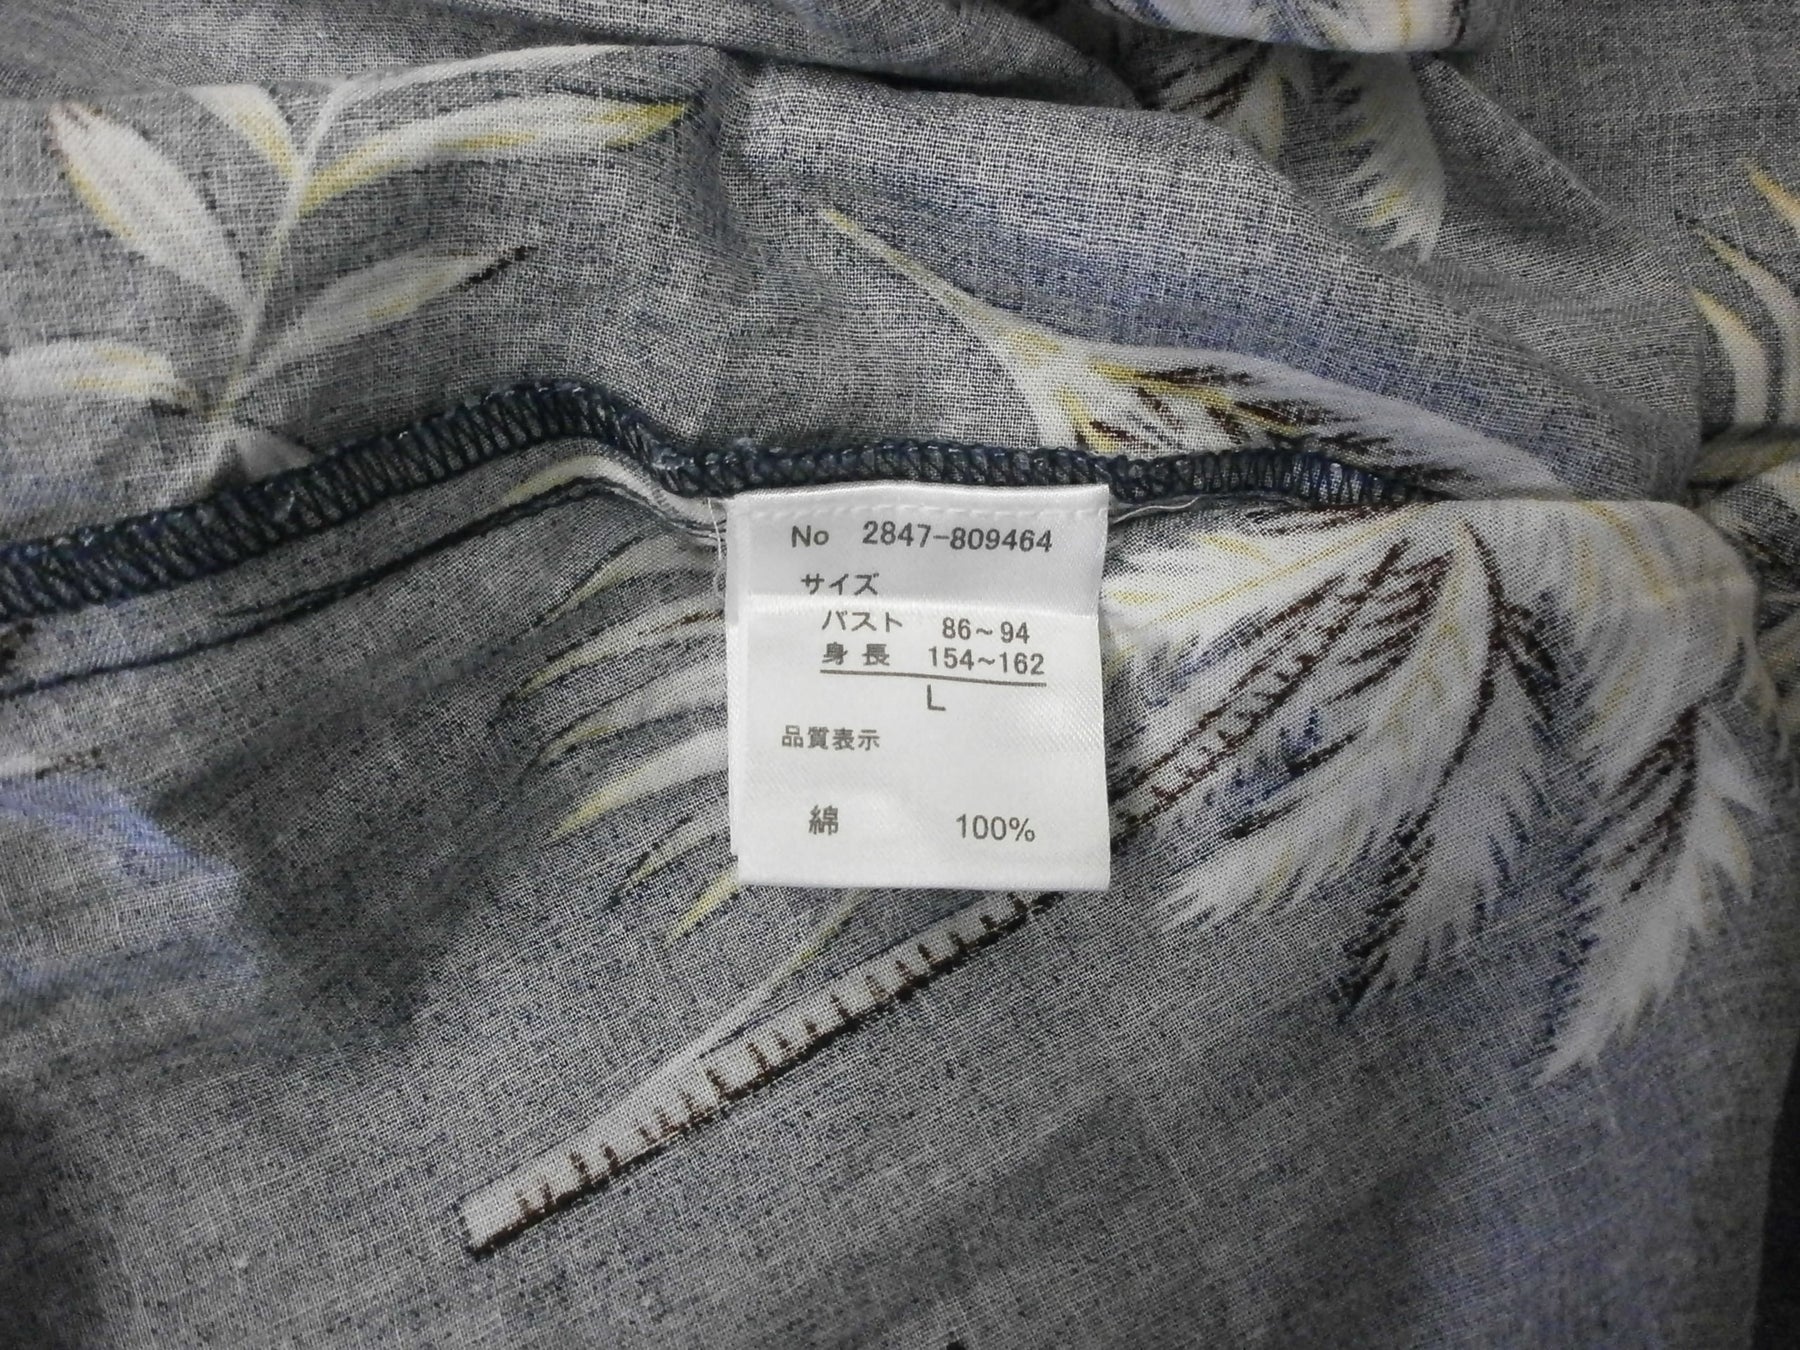 No 2847-809464
サイズ
バスト 86~94
身長 154~162
L
品質表示
綿 100%